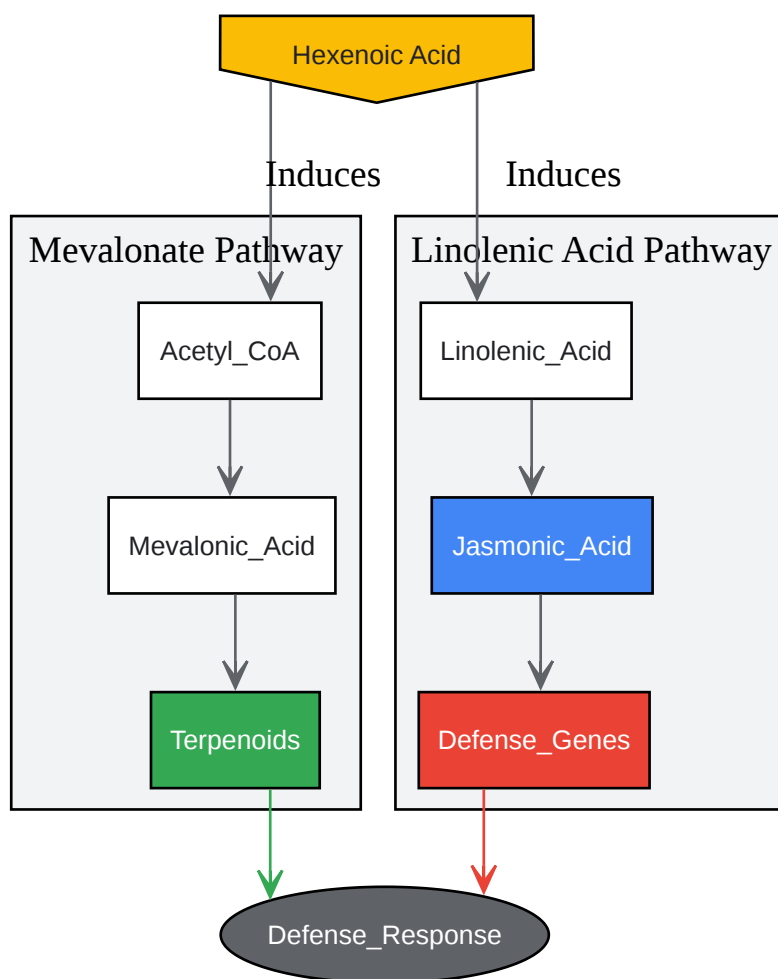 Hexenoic Acid
Induces
Induces
Mevalonate Pathway
Acetyl_CoA
Mevalonic_Acid
Terpenoids
Linolenic Acid Pathway
Linolenic_Acid
Jasmonic_Acid
Defense_Genes
Defense_Response